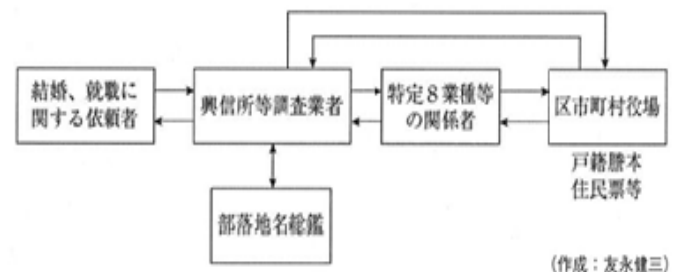 結婚、就職に
関する依頼者
興信所等調査業者
特定8業種等
の関係者
区市町村役場
戸籍謄本
住民票等
部落地名総鑑
(作成:友永健三)